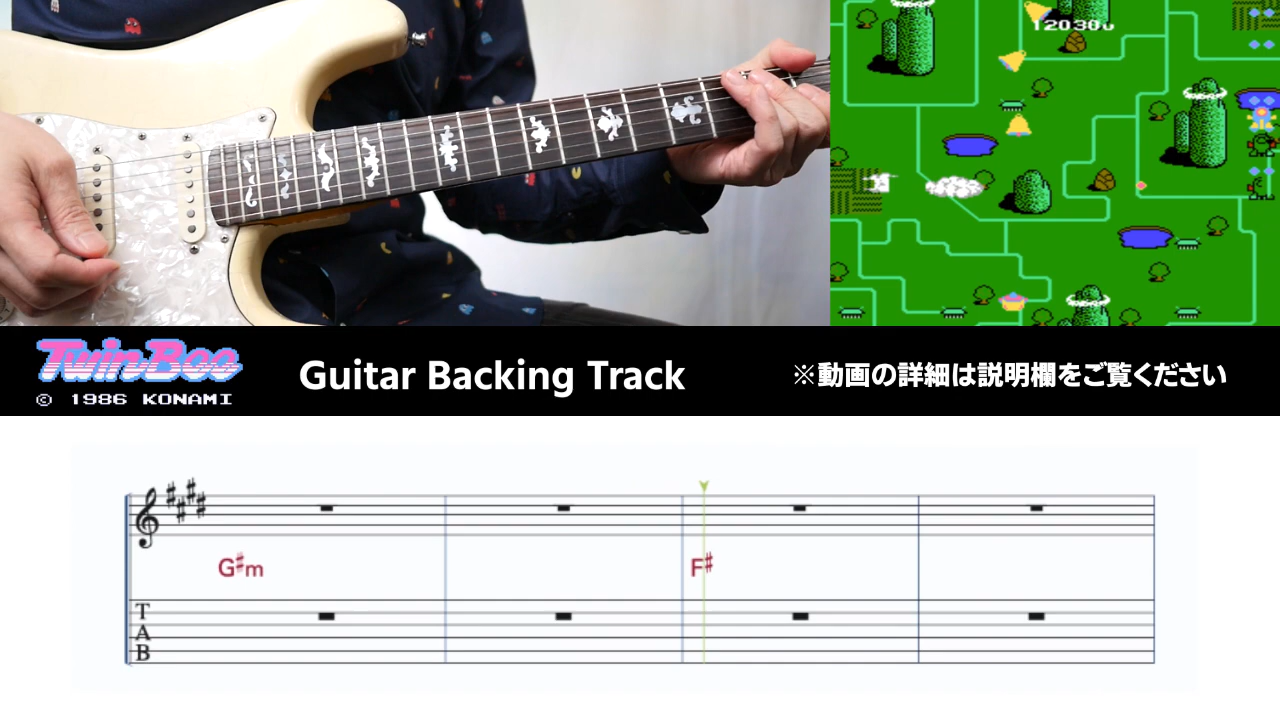 120300
TwinBee
© 1986 KONAMI
Guitar Backing Track
※動画の詳細は説明欄をご覧ください
G♯m
F♯
T
A
B